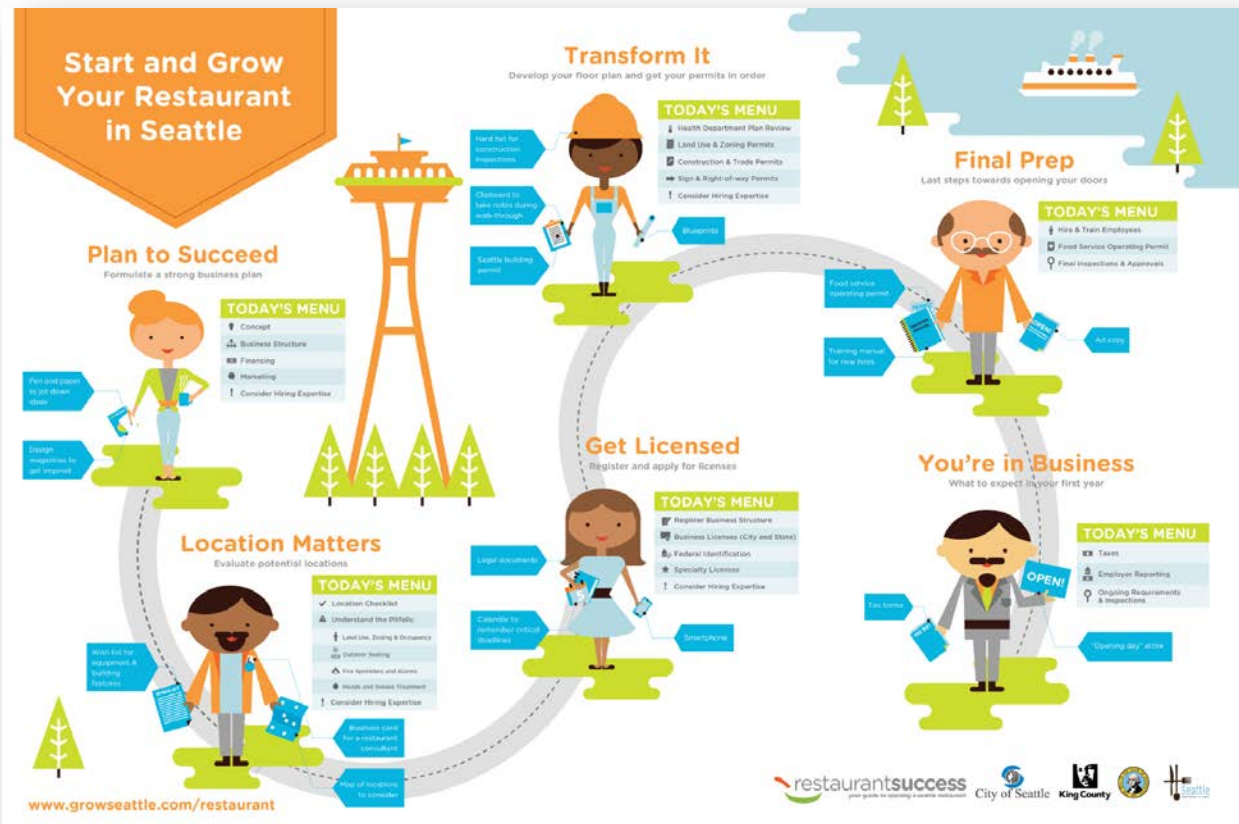 Start and Grow
Your Restaurant
in Seattle
Plan to Succeed
Formulate a strong business plan
TODAY'S MENU
Concept
Business Structure
Financing
Marketing
! Consider Hiring Expertise
Pen and paper
to jot down
ideas
Design
magazines to
get inspired
Location Matters
Evaluate potential locations
TODAY'S MENU
Location Checklist
Understand the Pitfalls:
Land Use, Zoning & Occupancy
Outdoor Seating
Fire Sprinklers and Alarms
Hoods and Grease Treatment
! Consider Hiring Expertise
Wish list for
equipment &
building
features
Business card
for a restaurant
consultant
Map of locations
to consider
Get Licensed
Register and apply for licenses
TODAY'S MENU
Register Business Structure
Business Licenses (City and State)
Federal Identification
Specialty Licenses
! Consider Hiring Expertise
Legal documents
Calendar to
remember critical
deadlines
5
Smartphone
Transform It
Develop your floor plan and get your permits in order
TODAY'S MENU
Health Department Plan Review
Land Use & Zoning Permits
Construction & Trade Permits
Sign & Right-of-way Permits
! Consider Hiring Expertise
Hard hat for
construction
inspections
Clipboard to
take notes during
walk-through
Seattle building
permit
Blueprints
Final Prep
Last steps towards opening your doors
TODAY'S MENU
Hire & Train Employees
Food Service Operating Permit
Final Inspections & Approvals
Food service
operating permit
Training manual
for new hires
OPEN!
Ad copy
You're in Business
What to expect in your first year
TODAY'S MENU
Taxes
Employer Reporting
Ongoing Requirements
& Inspections
OPEN!
Tax forms
"Opening day" attire
www.growseattle.com/restaurant
restaurantsuccess
your guide to opening a seattle restaurant
City of Seattle
King County
Seattle